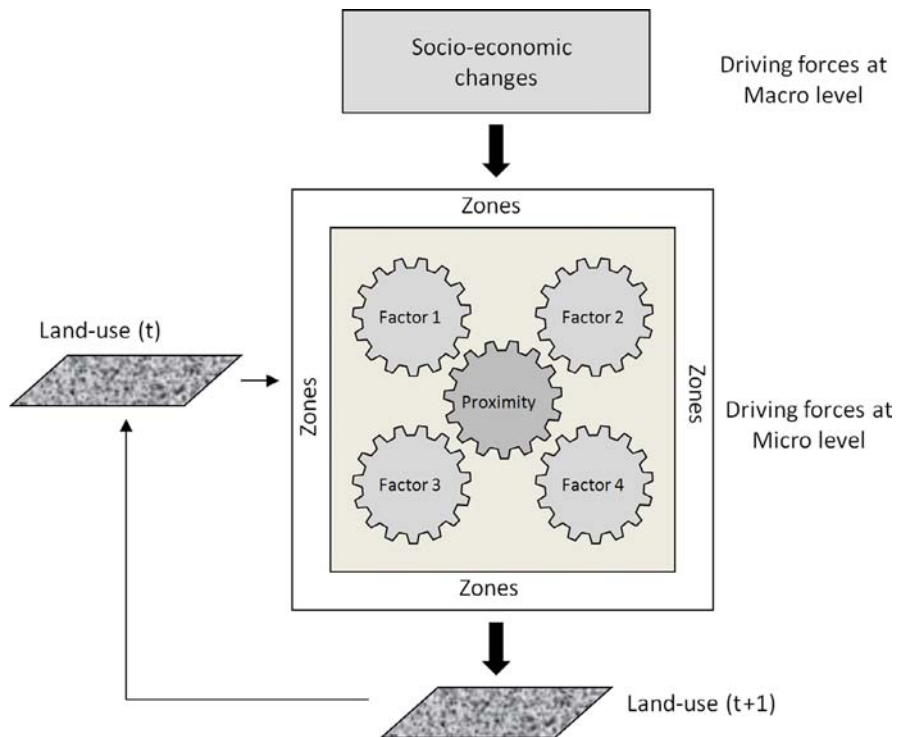 Socio-economic
changes
Driving forces at
Macro level
Zones
Factor 1
Factor 2
Land-use (t)
Zones
Proximity
Zones
Driving forces at
Micro level
Factor 3
Factor 4
Zones
Land-use (t+1)